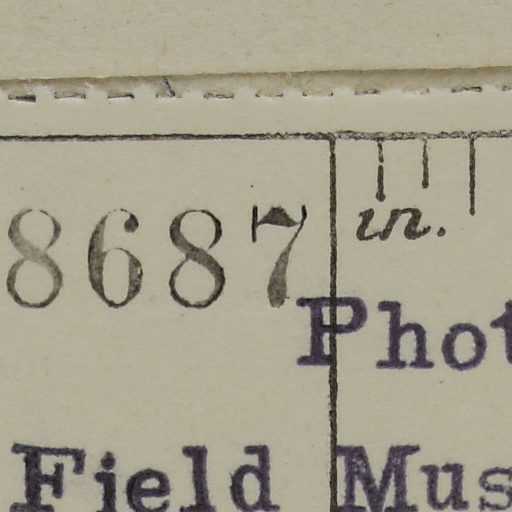 8687 in.
Phot
Field Mus